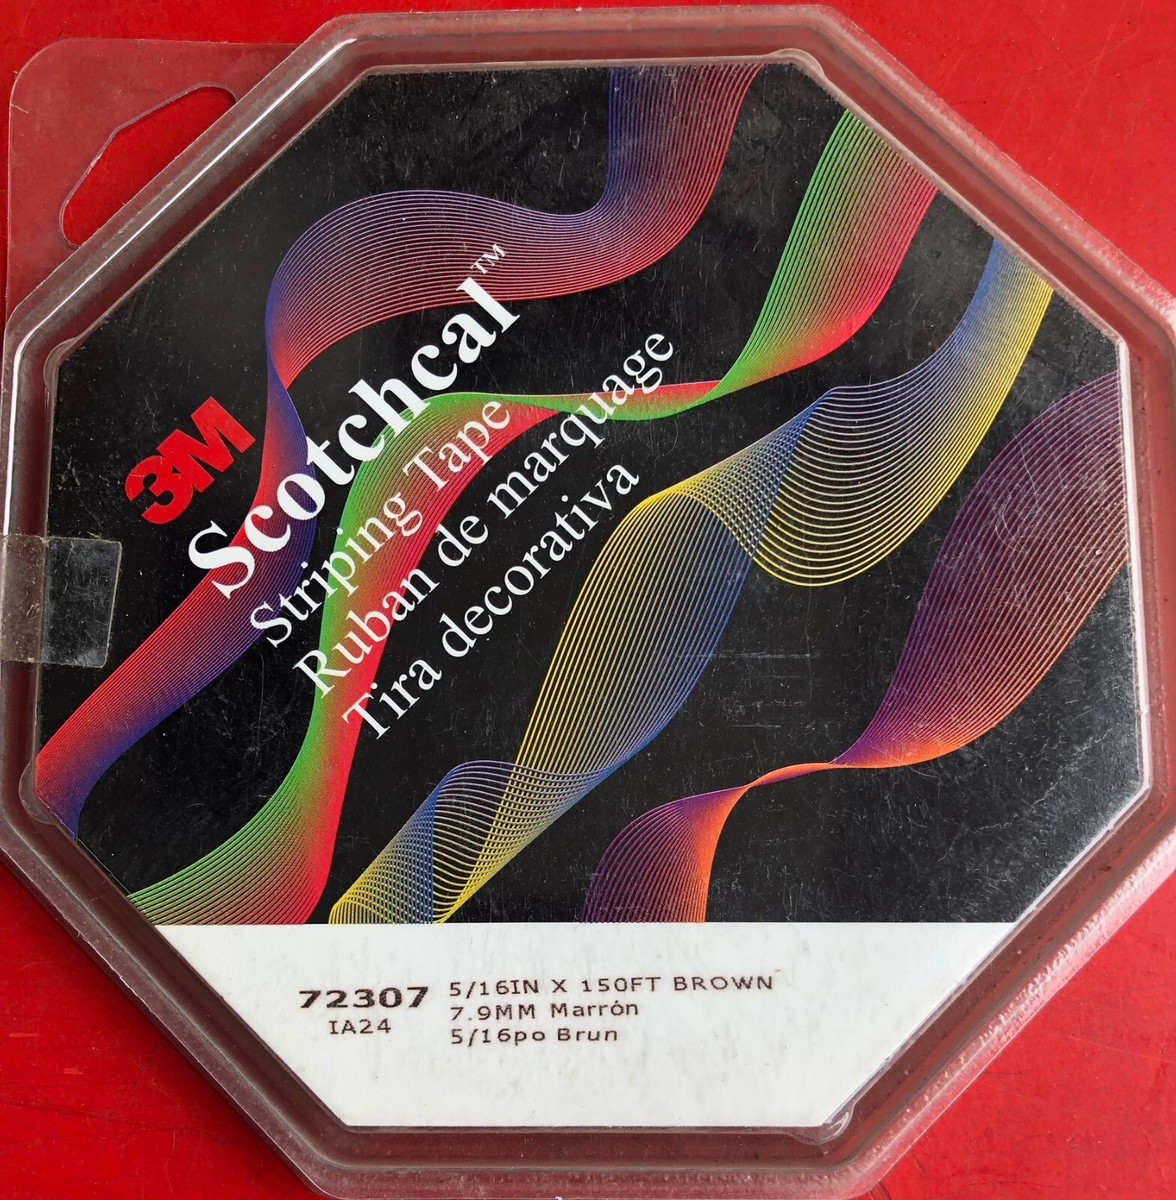 3M
Scotchcal™
Striping Tape
Ruban de marquage
Tira decorativa
72307
IA24
5/16IN X 150FT BROWN
7.9MM Marrón
5/16po Brun